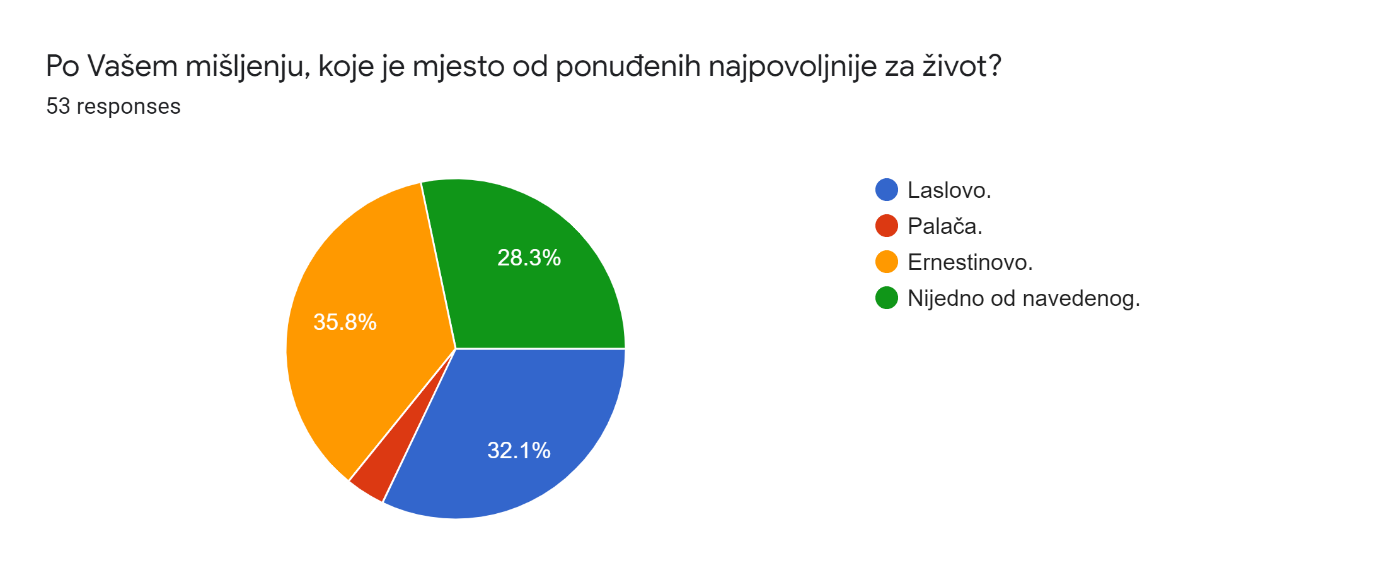 Po Vašem mišljenju, koje je mjesto od ponuđenih najpovoljnije za život?
53 responses
28.3%
35.8%
32.1%
Laslovo.
Palača.
Ernestinovo.
Nijedno od navedenog.